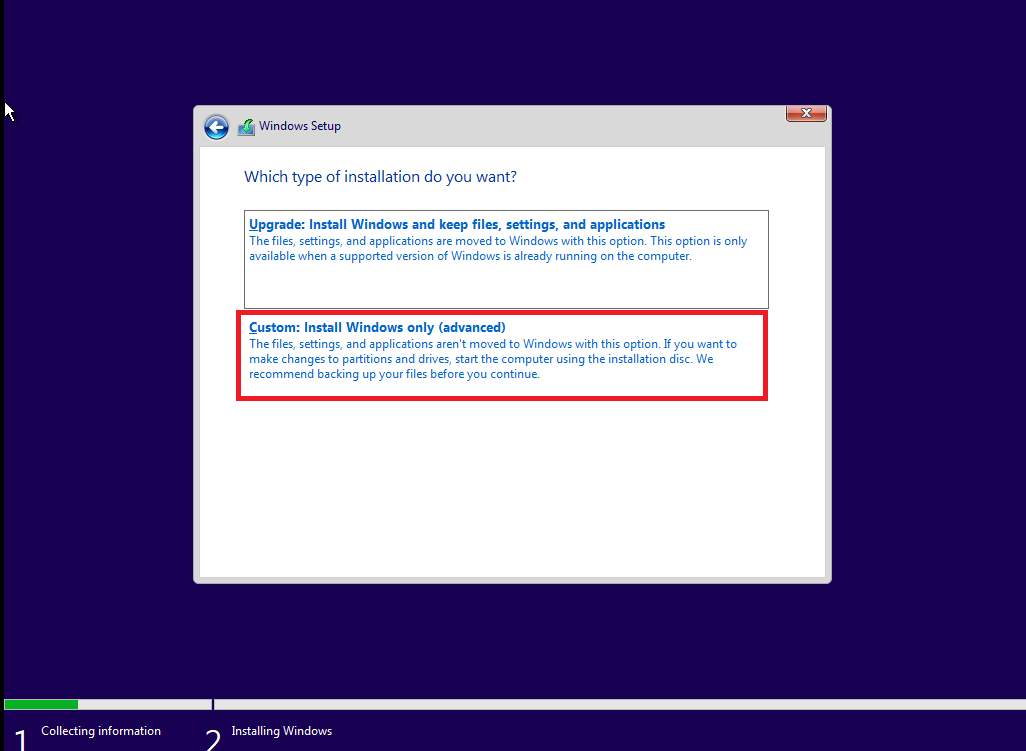 Windows Setup
Which type of installation do you want?
Upgrade: Install Windows and keep files, settings, and applications
The files, settings, and applications are moved to Windows with this option. This option is only
available when a supported version of Windows is already running on the computer.
Custom: Install Windows only (advanced)
The files, settings, and applications aren't moved to Windows with this option. If you want to
make changes to partitions and drives, start the computer using the installation disc. We
recommend backing up your files before you continue.
1 Collecting information 2 Installing Windows